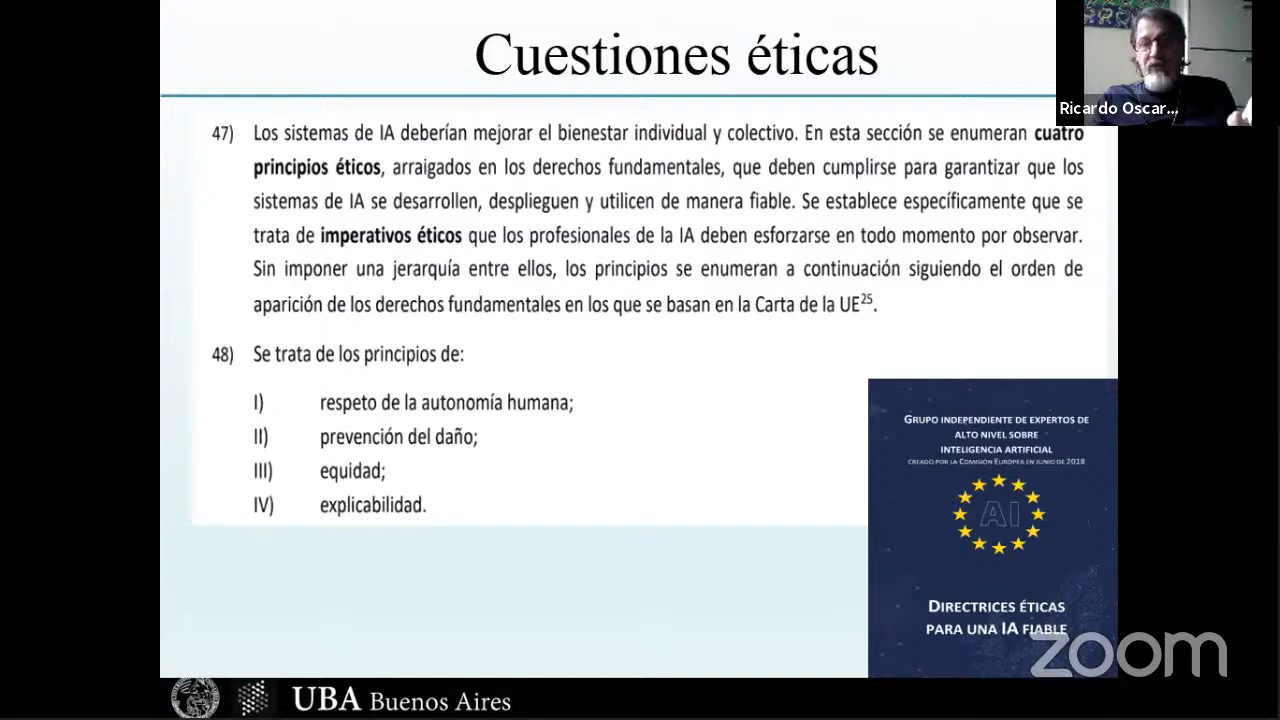 Cuestiones éticas
Ricardo Oscar...
47) Los sistemas de IA deberían mejorar el bienestar individual y colectivo. En esta sección se enumeran cuatro
principios éticos, arraigados en los derechos fundamentales, que deben cumplirse para garantizar que los
sistemas de IA se desarrollen, desplieguen y utilicen de manera fiable. Se establece específicamente que se
trata de imperativos éticos que los profesionales de la IA deben esforzarse en todo momento por observar.
Sin imponer una jerarquía entre ellos, los principios se enumeran a continuación siguiendo el orden de
aparición de los derechos fundamentales en los que se basan en la Carta de la UE25.
48) Se trata de los principios de:
I) respeto de la autonomía humana;
II) prevención del daño;
III) equidad;
IV) explicabilidad.
GRUPO INDEPENDIENTE DE EXPERTOS DE
ALTO NIVEL SOBRE
INTELIGENCIA ARTIFICIAL
CREADO POR LA COMISIÓN EUROPEA EN JUNIO DE 2018
AI
DIRECTRICES ÉTICAS
PARA UNA IA FIABLE
zoom
UBA Buenos Aires